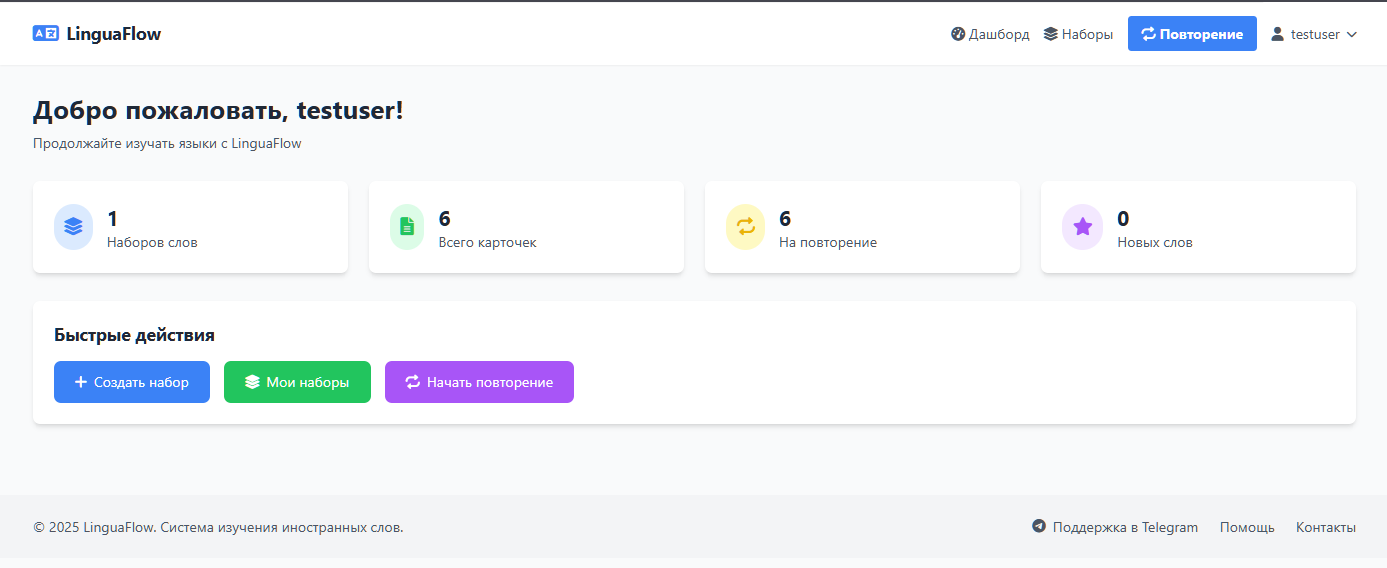 LinguaFlow
Дашборд Наборы Повторение testuser
Добро пожаловать, testuser!
Продолжайте изучать языки с LinguaFlow
1
Наборов слов
6
Всего карточек
6
На повторение
0
Новых слов
Быстрые действия
Создать набор Мои наборы Начать повторение
© 2025 LinguaFlow. Система изучения иностранных слов.
Поддержка в Telegram Помощь Контакты